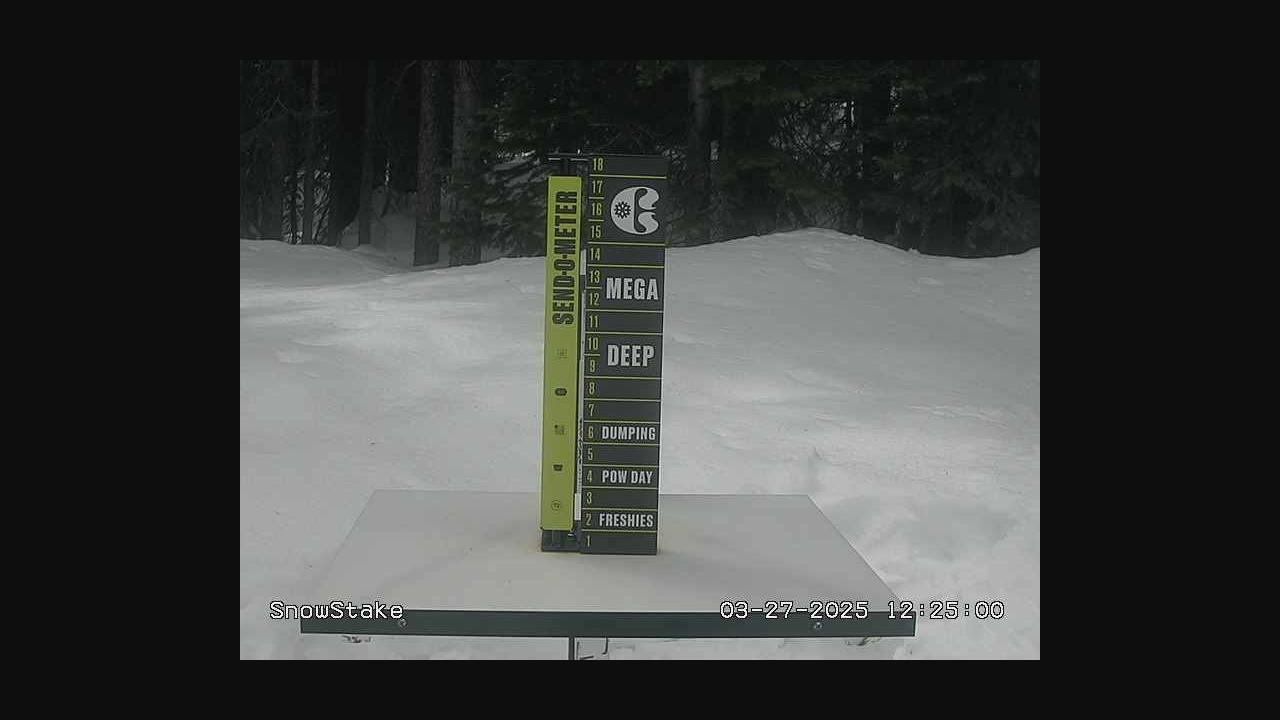 SEND-O-METER
18
17
16
15
14
13
MEGA
12
11
10
DEEP
9
8
7
6 DUMPING
5
4 POW DAY
3
2 FRESHIES
1
SnowStake
03-27-2025 12:25:00